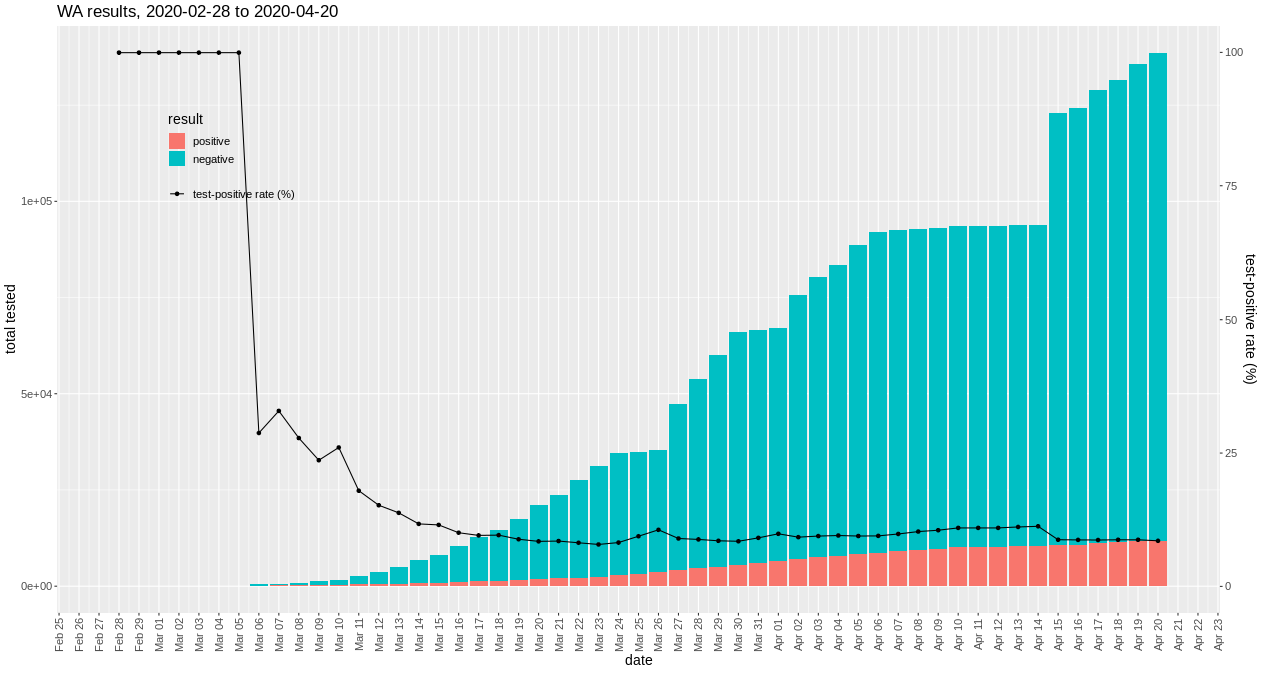 WA results, 2020-02-28 to 2020-04-20
total tested
1e+05
5e+04
0e+00
result
positive
negative
test-positive rate (%)
100
75
50
25
0
test-positive rate (%)
Feb 25
Feb 26
Feb 27
Feb 28
Feb 29
Mar 01
Mar 02
Mar 03
Mar 04
Mar 05
Mar 06
Mar 07
Mar 08
Mar 09
Mar 10
Mar 11
Mar 12
Mar 13
Mar 14
Mar 15
Mar 16
Mar 17
Mar 18
Mar 19
Mar 20
Mar 21
Mar 22
Mar 23
Mar 24
Mar 25
Mar 26
Mar 27
Mar 28
Mar 29
Mar 30
Mar 31
Apr 01
Apr 02
Apr 03
Apr 04
Apr 05
Apr 06
Apr 07
Apr 08
Apr 09
Apr 10
Apr 11
Apr 12
Apr 13
Apr 14
Apr 15
Apr 16
Apr 17
Apr 18
Apr 19
Apr 20
Apr 21
Apr 22
Apr 23
date